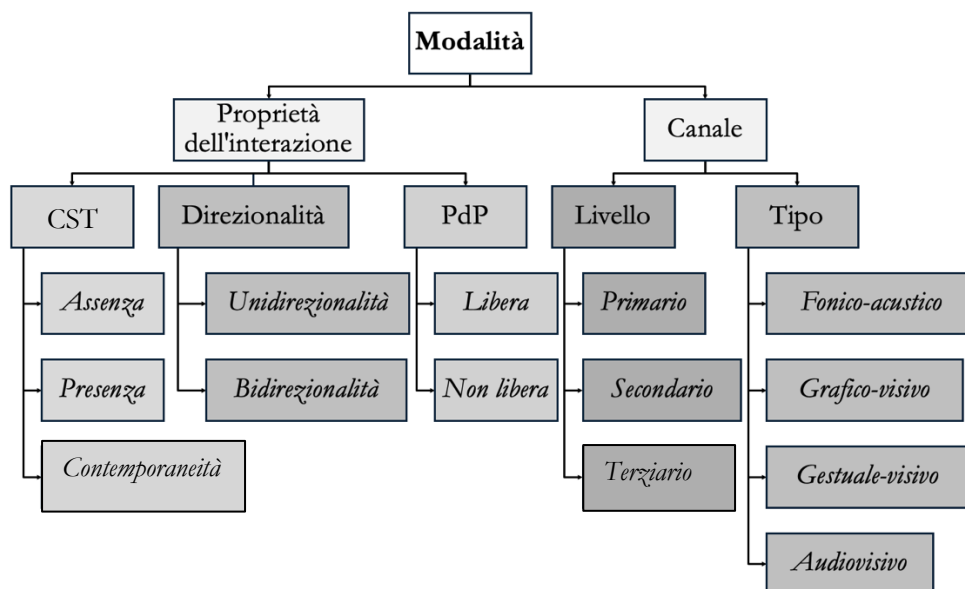 Modalità
Proprietà
dell'interazione
Canale
CST
Direzionalità
PdP
Livello
Tipo
Assenza
Unidirezionalità
Libera
Primario
Fonico-acustico
Presenza
Bidirezionalità
Non libera
Secondario
Grafico-visivo
Contemporaneità
Terziario
Gestuale-visivo
Audiovisivo